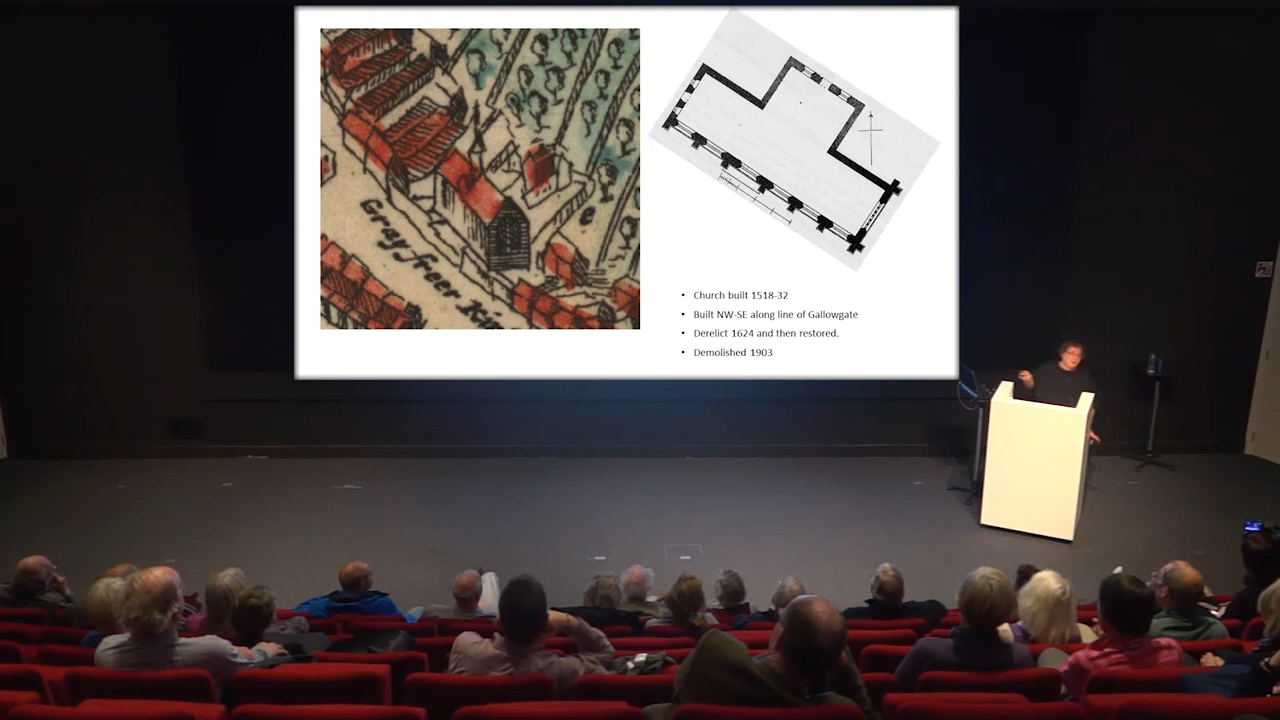 Gray freer Kir
e
• Church built 1518-32
• Built NW-SE along line of Gallowgate
• Derelict 1624 and then restored.
• Demolished 1903